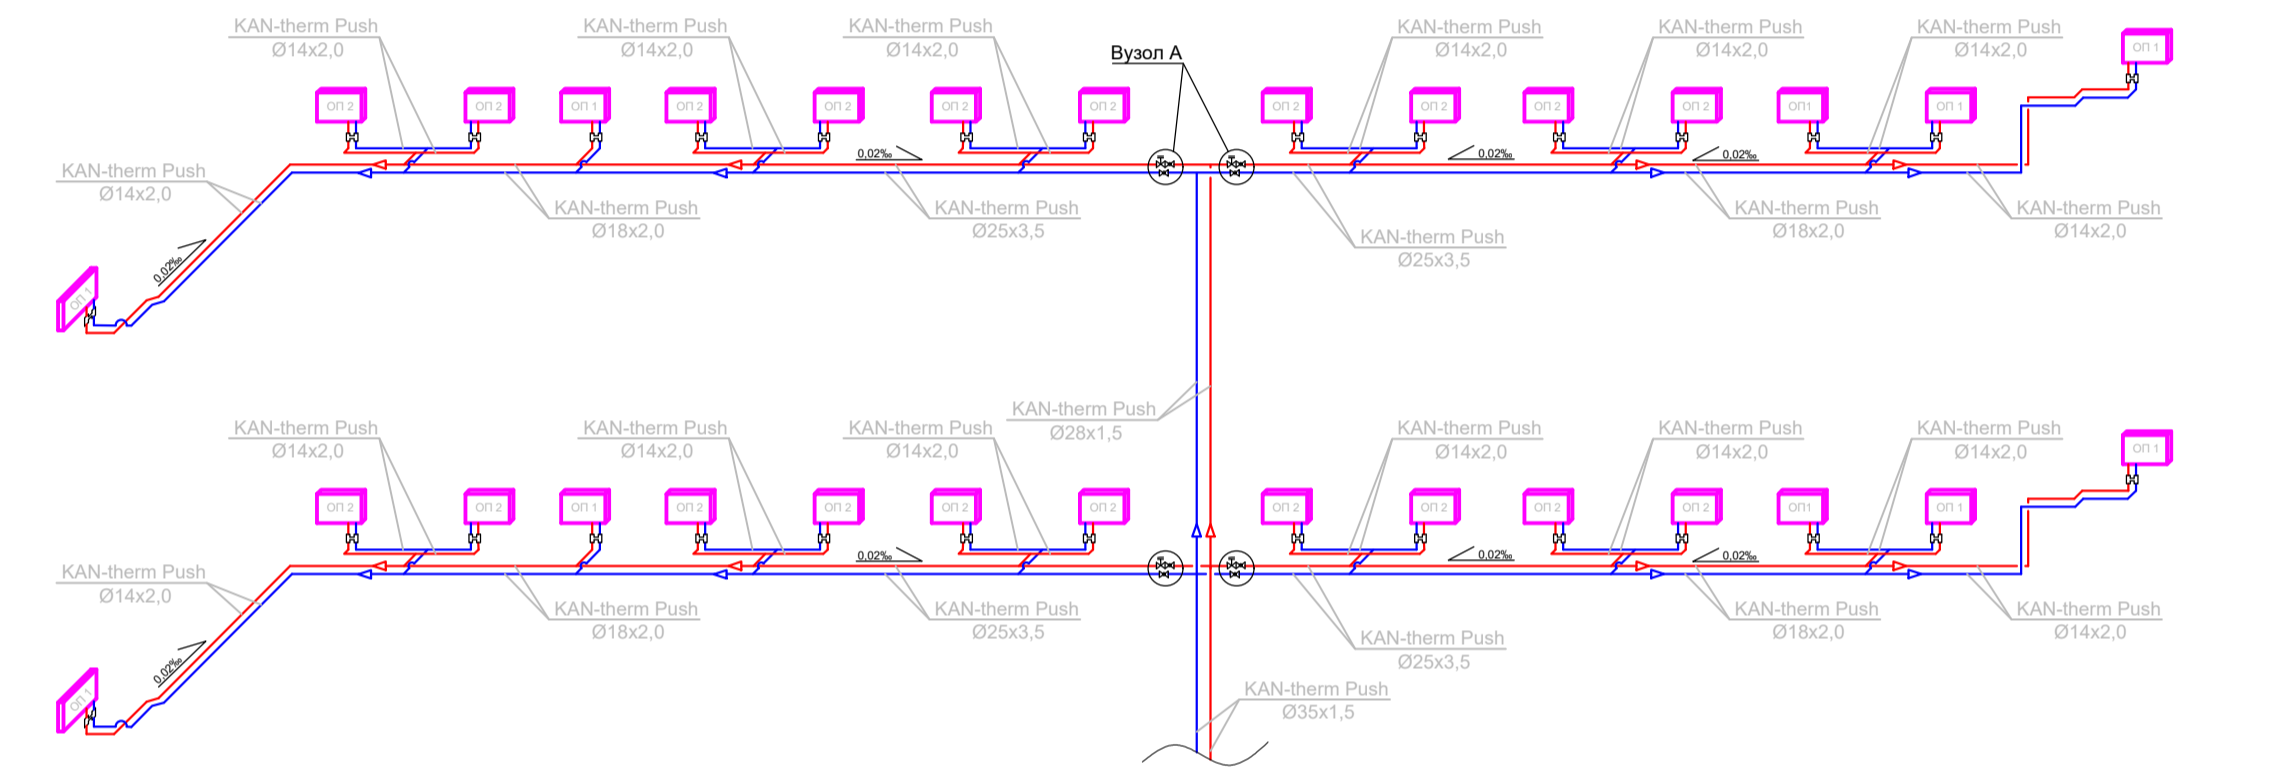 KAN-therm Push
Ø14x2,0
KAN-therm Push
Ø14x2,0
KAN-therm Push
Ø14x2,0
Вузол А
KAN-therm Push
Ø14x2,0
KAN-therm Push
Ø14x2,0
KAN-therm Push
Ø14x2,0
ОП 1
ОП 2
ОП 2
ОП 1
ОП 2
ОП 2
ОП 2
ОП 2
ОП 2
ОП 2
ОП 2
ОП 2
ОП1
ОП 1
0,02‰
0,02‰
0,02‰
KAN-therm Push
Ø14x2,0
KAN-therm Push
Ø18x2,0
KAN-therm Push
Ø25x3,5
KAN-therm Push
Ø25x3,5
KAN-therm Push
Ø18x2,0
KAN-therm Push
Ø14x2,0
0,02‰
ОП 1
KAN-therm Push
Ø28x1,5
KAN-therm Push
Ø14x2,0
KAN-therm Push
Ø14x2,0
KAN-therm Push
Ø14x2,0
KAN-therm Push
Ø14x2,0
KAN-therm Push
Ø14x2,0
KAN-therm Push
Ø14x2,0
ОП 1
ОП 2
ОП 2
ОП 1
ОП 2
ОП 2
ОП 2
ОП 2
ОП 2
ОП 2
ОП 2
ОП 2
ОП1
ОП 1
0,02‰
0,02‰
0,02‰
KAN-therm Push
Ø14x2,0
KAN-therm Push
Ø18x2,0
KAN-therm Push
Ø25x3,5
KAN-therm Push
Ø25x3,5
KAN-therm Push
Ø18x2,0
KAN-therm Push
Ø14x2,0
0,02‰
ОП 1
KAN-therm Push
Ø35x1,5